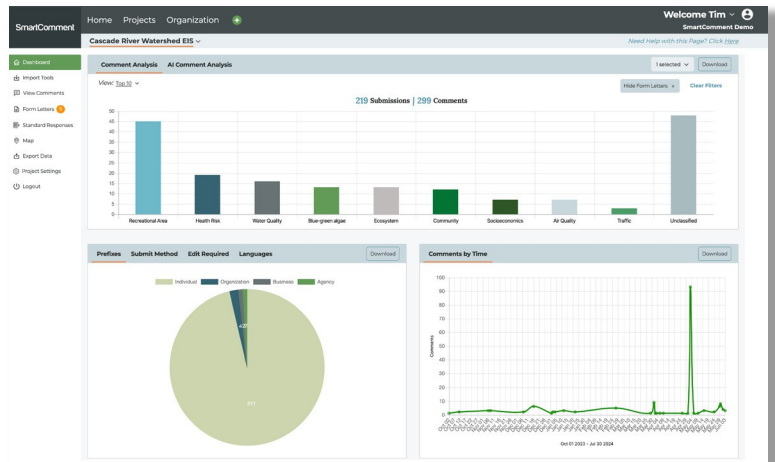 SmartComment
Home Projects Organization
Welcome Tim
SmartComment Demo
Cascade River Watershed EIS
Need Help with this Page? Click Here
Dashboard
Import Tools
View Comments
Form Letters
Standard Responses
Map
Export Data
Project Settings
Logout
Comment Analysis AI Comment Analysis
1 selected Download
View: Top 10
Hide Form Letters x Clear Filters
219 Submissions | 299 Comments
50
45
40
35
30
25
20
15
10
5
0
Recreational Area Health Risk Water Quality Blue-green algae Ecosystem Community Socioeconomics Air Quality Traffic Unclassified
Prefixes Submit Method Edit Required Languages Download
Individual Organization Business Agency
211
Comments by Time Download
100
90
80
70
60
50
40
30
20
10
0
Comments
Oct 01 2023 - Jul 30 2024